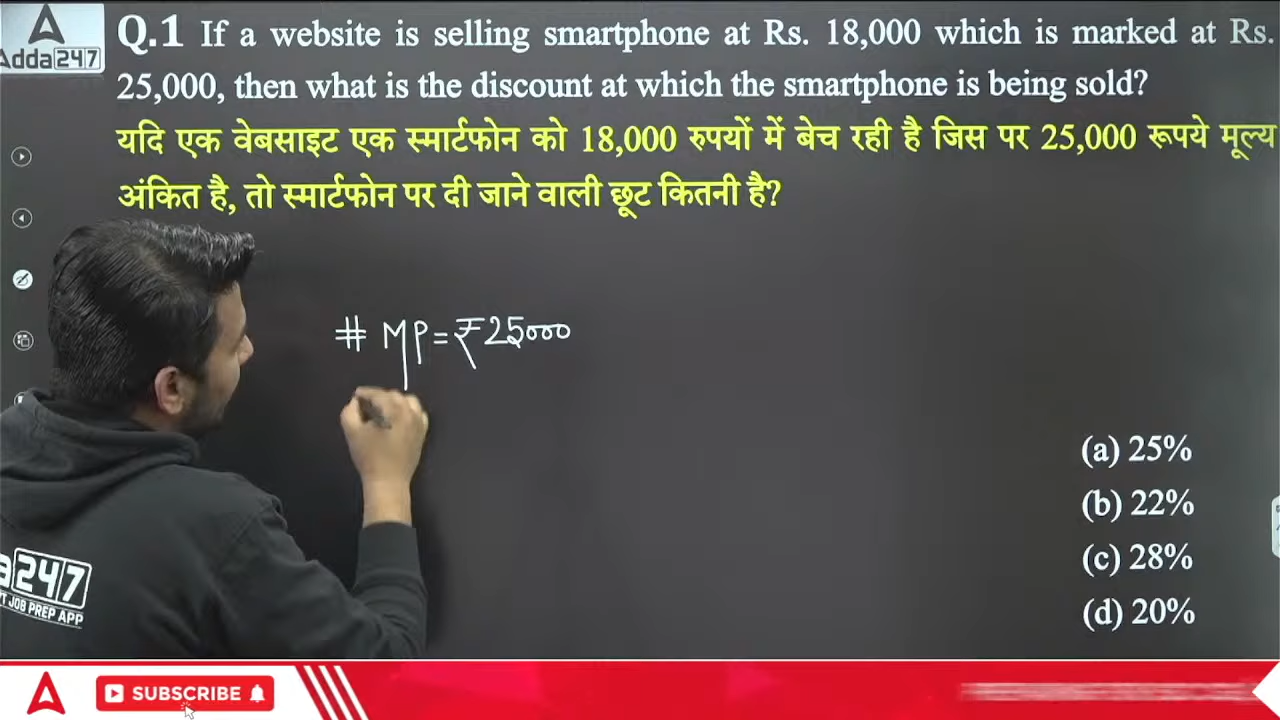 Adda247
Q.1 If a website is selling smartphone at Rs. 18,000 which is marked at Rs.
25,000, then what is the discount at which the smartphone is being sold?
यदि एक वेबसाइट एक स्मार्टफोन को 18,000 रुपयों में बेच रही है जिस पर 25,000 रूपये मूल्य
अंकित है, तो स्मार्टफोन पर दी जाने वाली छूट कितनी है?
# MP = ₹25000
(a) 25%
(b) 22%
(c) 28%
(d) 20%
a247
JOB PREP APP
SUBSCRIBE